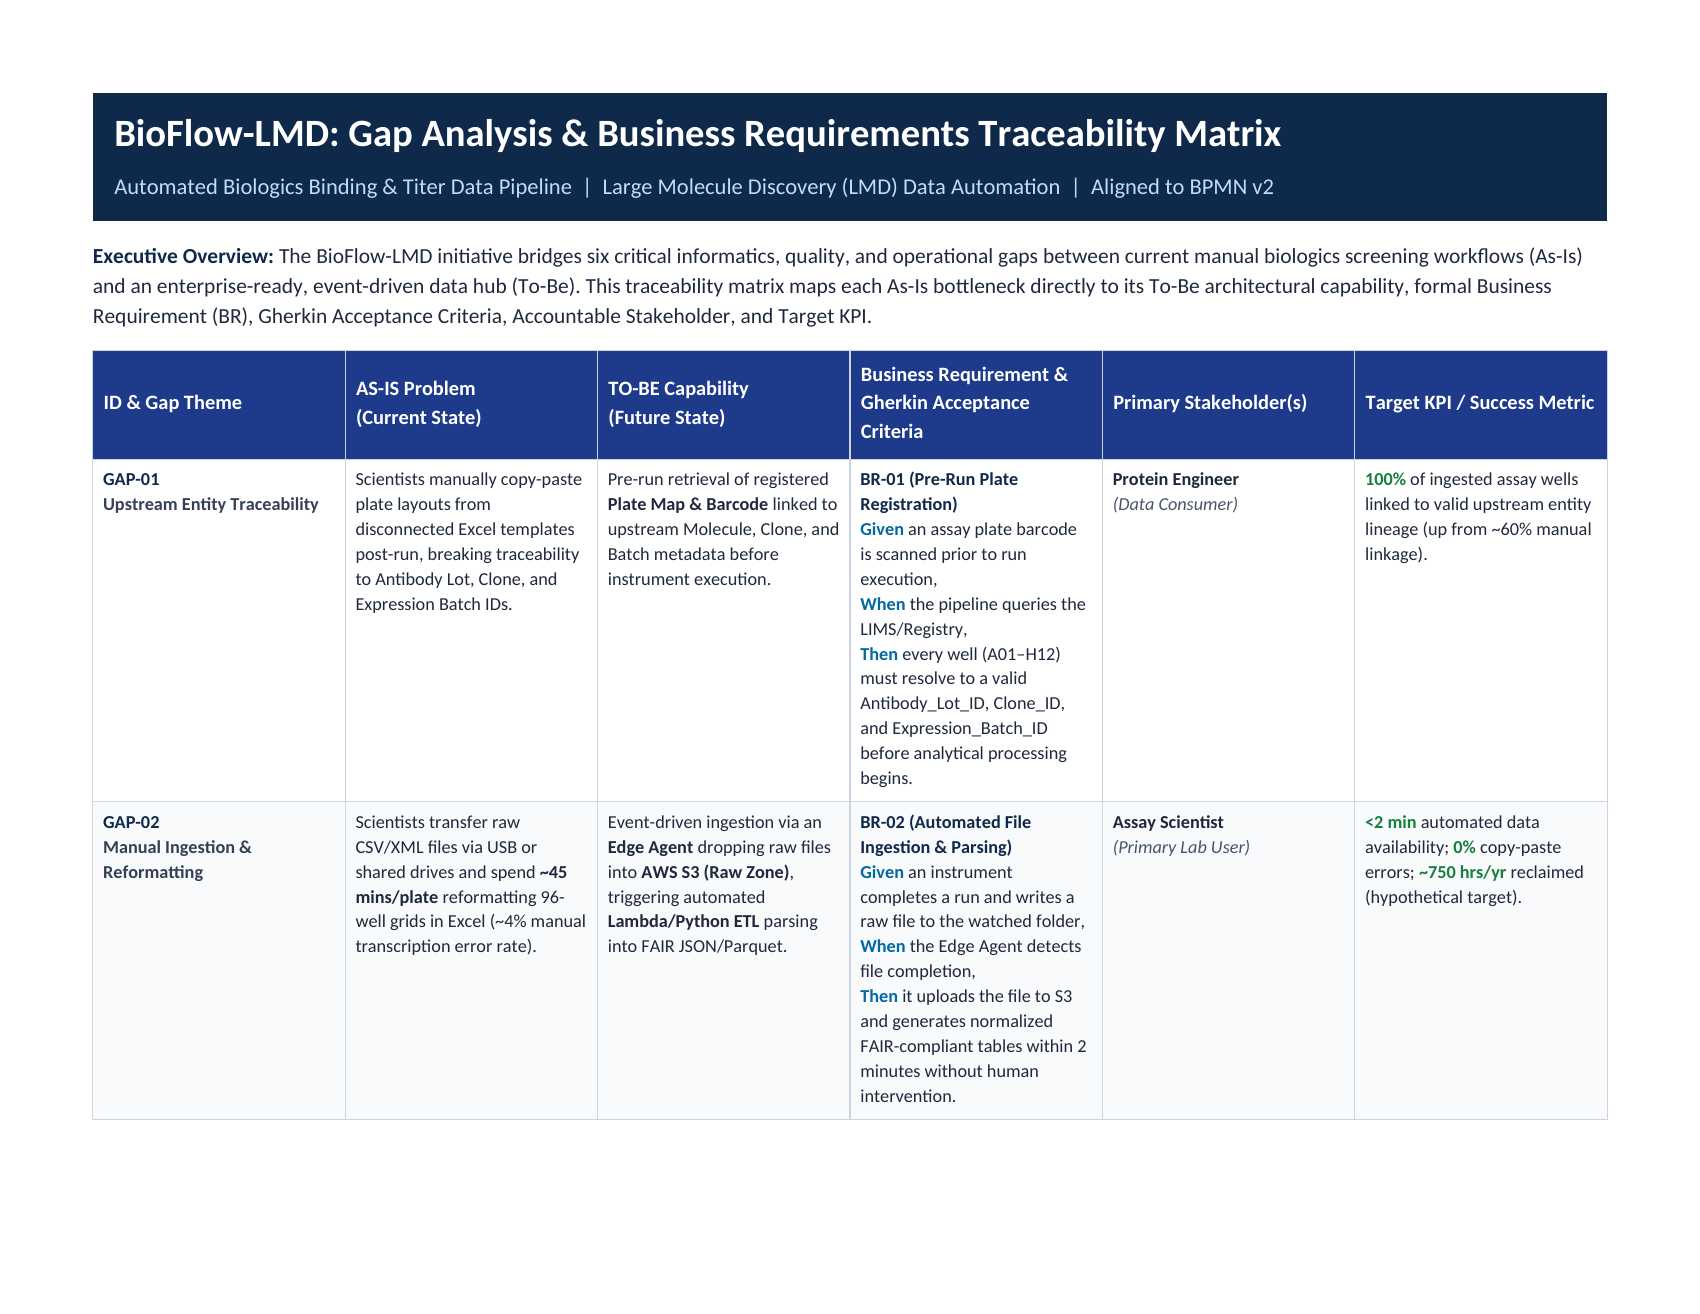 BioFlow-LMD: Gap Analysis & Business Requirements Traceability Matrix
Automated Biologics Binding & Titer Data Pipeline | Large Molecule Discovery (LMD) Data Automation | Aligned to BPMN v2
Executive Overview: The BioFlow-LMD initiative bridges six critical informatics, quality, and operational gaps between current manual biologics screening workflows (As-Is)
and an enterprise-ready, event-driven data hub (To-Be). This traceability matrix maps each As-Is bottleneck directly to its To-Be architectural capability, formal Business
Requirement (BR), Gherkin Acceptance Criteria, Accountable Stakeholder, and Target KPI.
ID & Gap Theme
AS-IS Problem
(Current State)
TO-BE Capability
(Future State)
Business Requirement &
Gherkin Acceptance
Criteria
Primary Stakeholder(s)
Target KPI / Success Metric
GAP-01
Upstream Entity Traceability
Scientists manually copy-paste
plate layouts from
disconnected Excel templates
post-run, breaking traceability
to Antibody Lot, Clone, and
Expression Batch IDs.
Pre-run retrieval of registered
Plate Map & Barcode linked to
upstream Molecule, Clone, and
Batch metadata before
instrument execution.
BR-01 (Pre-Run Plate
Registration)
Given an assay plate barcode
is scanned prior to run
execution,
When the pipeline queries the
LIMS/Registry,
Then every well (A01–H12)
must resolve to a valid
Antibody_Lot_ID, Clone_ID,
and Expression_Batch_ID
before analytical processing
begins.
Protein Engineer
(Data Consumer)
100% of ingested assay wells
linked to valid upstream entity
lineage (up from ~60% manual
linkage).
GAP-02
Manual Ingestion &
Reformatting
Scientists transfer raw
CSV/XML files via USB or
shared drives and spend ~45
mins/plate reformatting 96-
well grids in Excel (~4% manual
transcription error rate).
Event-driven ingestion via an
Edge Agent dropping raw files
into AWS S3 (Raw Zone),
triggering automated
Lambda/Python ETL parsing
into FAIR JSON/Parquet.
BR-02 (Automated File
Ingestion & Parsing)
Given an instrument
completes a run and writes a
raw file to the watched folder,
When the Edge Agent detects
file completion,
Then it uploads the file to S3
and generates normalized
FAIR-compliant tables within 2
minutes without human
intervention.
Assay Scientist
(Primary Lab User)
<2 min automated data
availability; 0% copy-paste
errors; ~750 hrs/yr reclaimed
(hypothetical target).